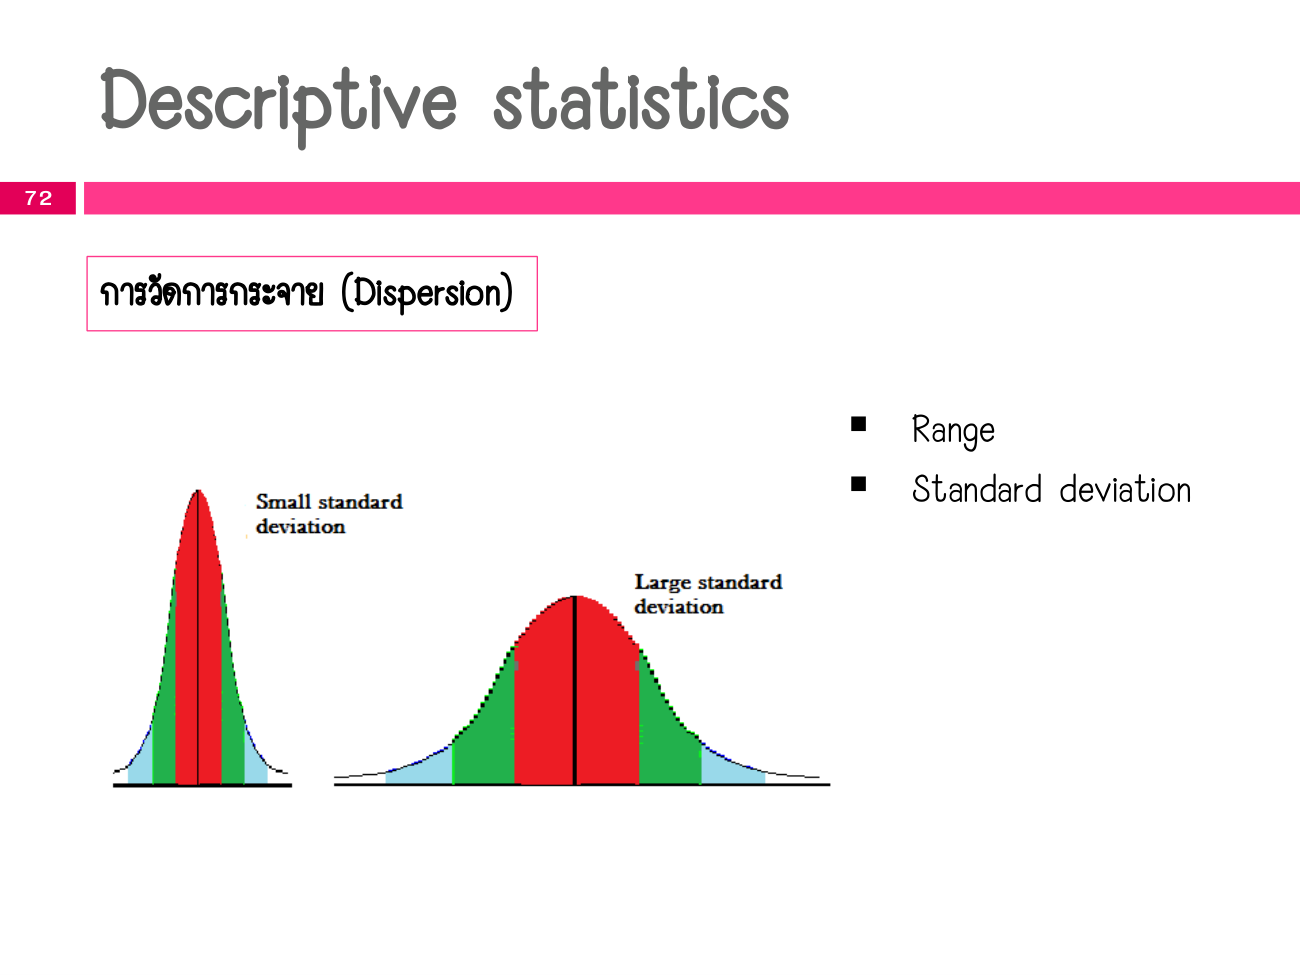 Descriptive statistics
72
การวัดการกระจาย (Dispersion)
Range
Standard deviation
Small standard
deviation
Large standard
deviation